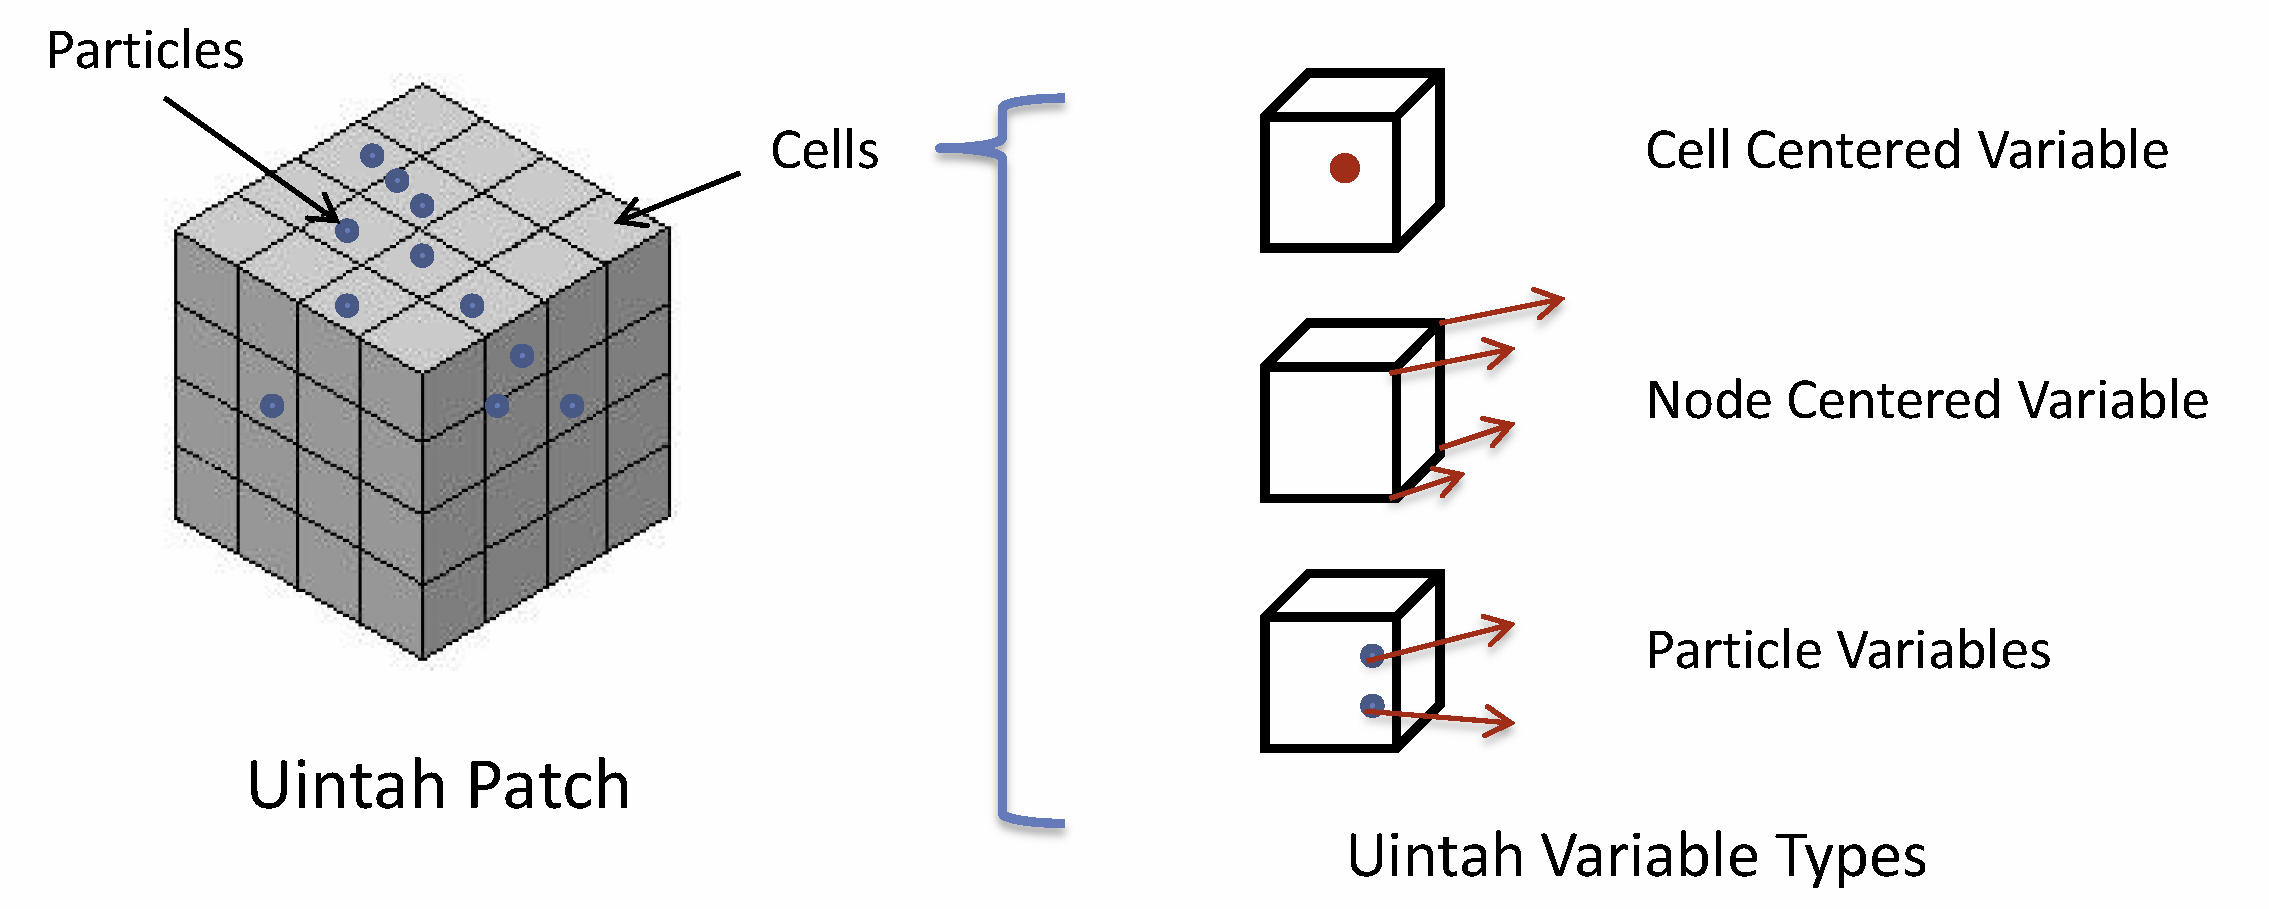 Particles
Cells
Uintah Patch
Cell Centered Variable
Node Centered Variable
Particle Variables
Uintah Variable Types